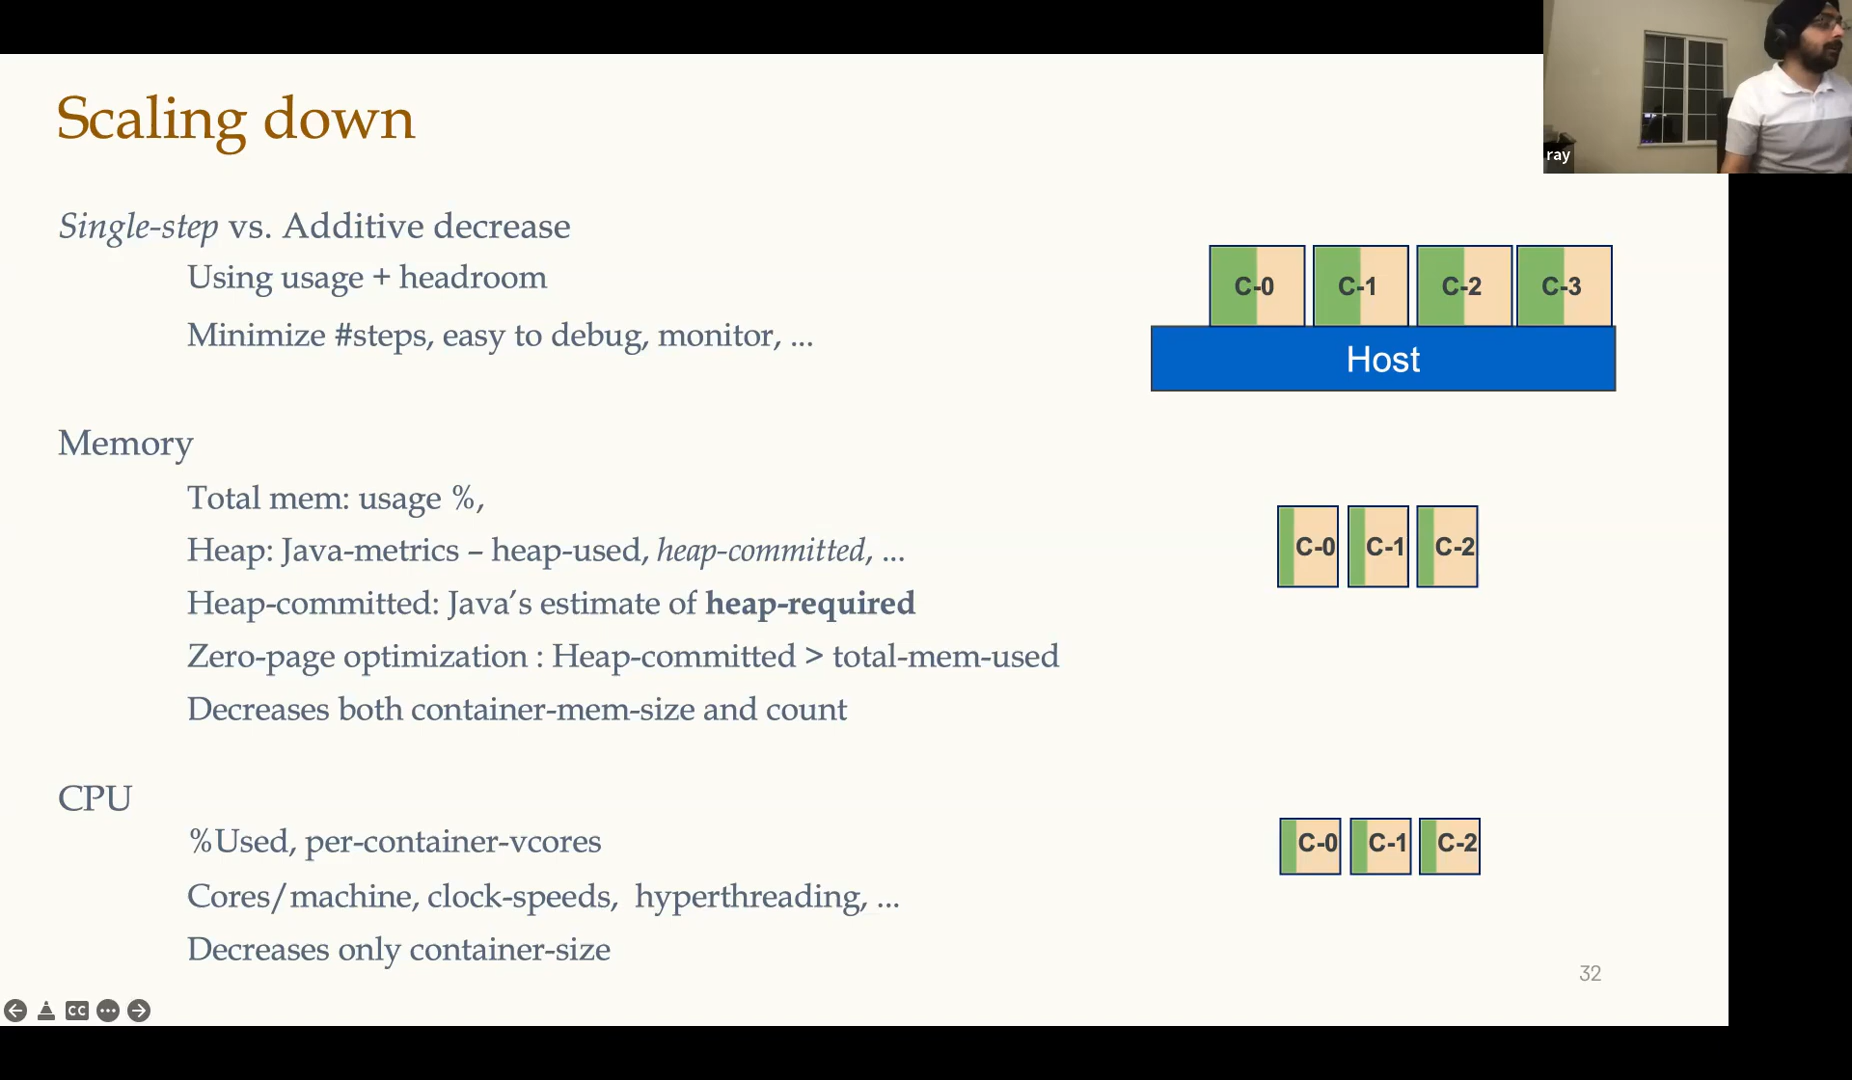 Scaling down
ray
Single-step vs. Additive decrease
Using usage + headroom
Minimize #steps, easy to debug, monitor, ...
C-0 C-1 C-2 C-3
Host
Memory
Total mem: usage %,
Heap: Java-metrics – heap-used, heap-committed, ...
Heap-committed: Java’s estimate of heap-required
Zero-page optimization : Heap-committed > total-mem-used
Decreases both container-mem-size and count
C-0 C-1 C-2
CPU
%Used, per-container-vcores
Cores/machine, clock-speeds, hyperthreading, ...
Decreases only container-size
C-0 C-1 C-2
32
CC